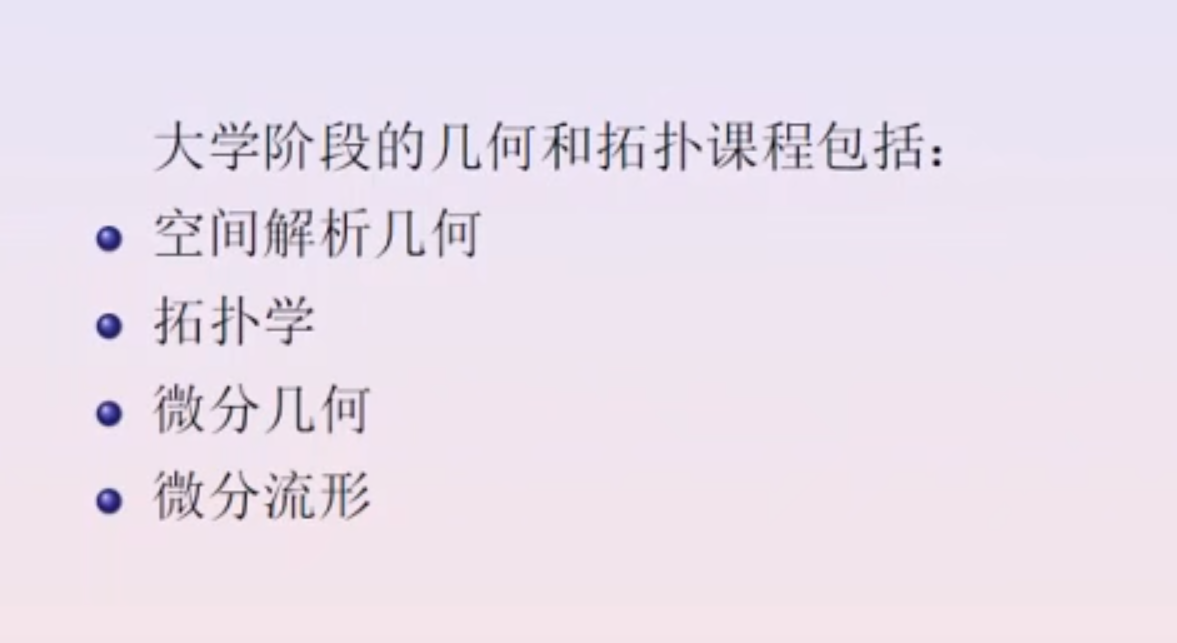 大学阶段的几何和拓扑课程包括：
空间解析几何
拓扑学
微分几何
微分流形